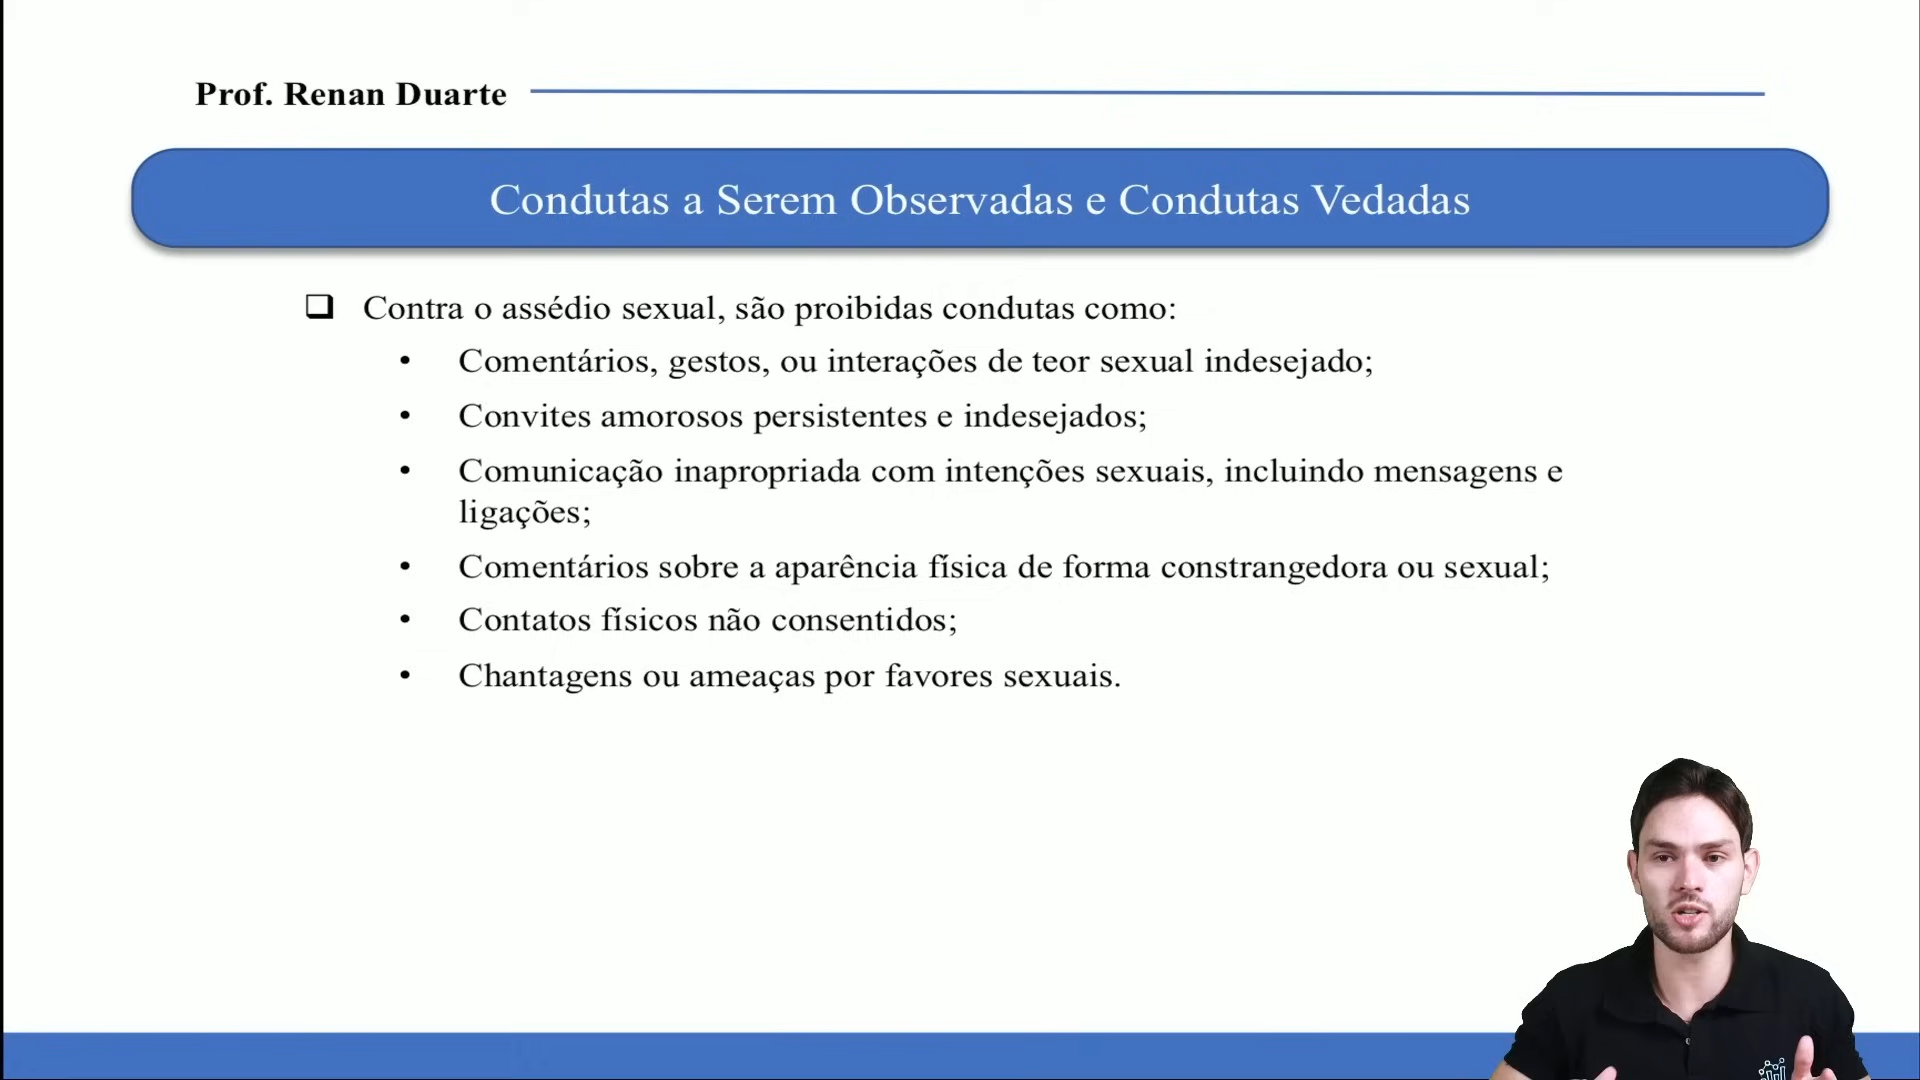 Prof. Renan Duarte
Condutas a Serem Observadas e Condutas Vedadas
Contra o assédio sexual, são proibidas condutas como:
• Comentários, gestos, ou interações de teor sexual indesejado;
• Convites amorosos persistentes e indesejados;
• Comunicação inapropriada com intenções sexuais, incluindo mensagens e
ligações;
• Comentários sobre a aparência física de forma constrangedora ou sexual;
• Contatos físicos não consentidos;
• Chantagens ou ameaças por favores sexuais.